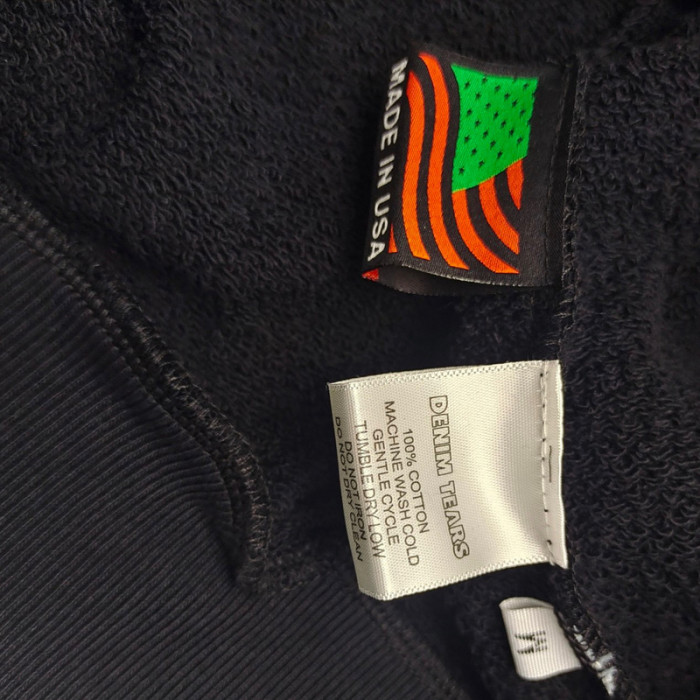 MADE IN USA
DENIM TEARS
100% COTTON
MACHINE WASH COLD
GENTLE CYCLE
TUMBLE DRY LOW
DO NOT IRON
DO NOT DRY CLEAN